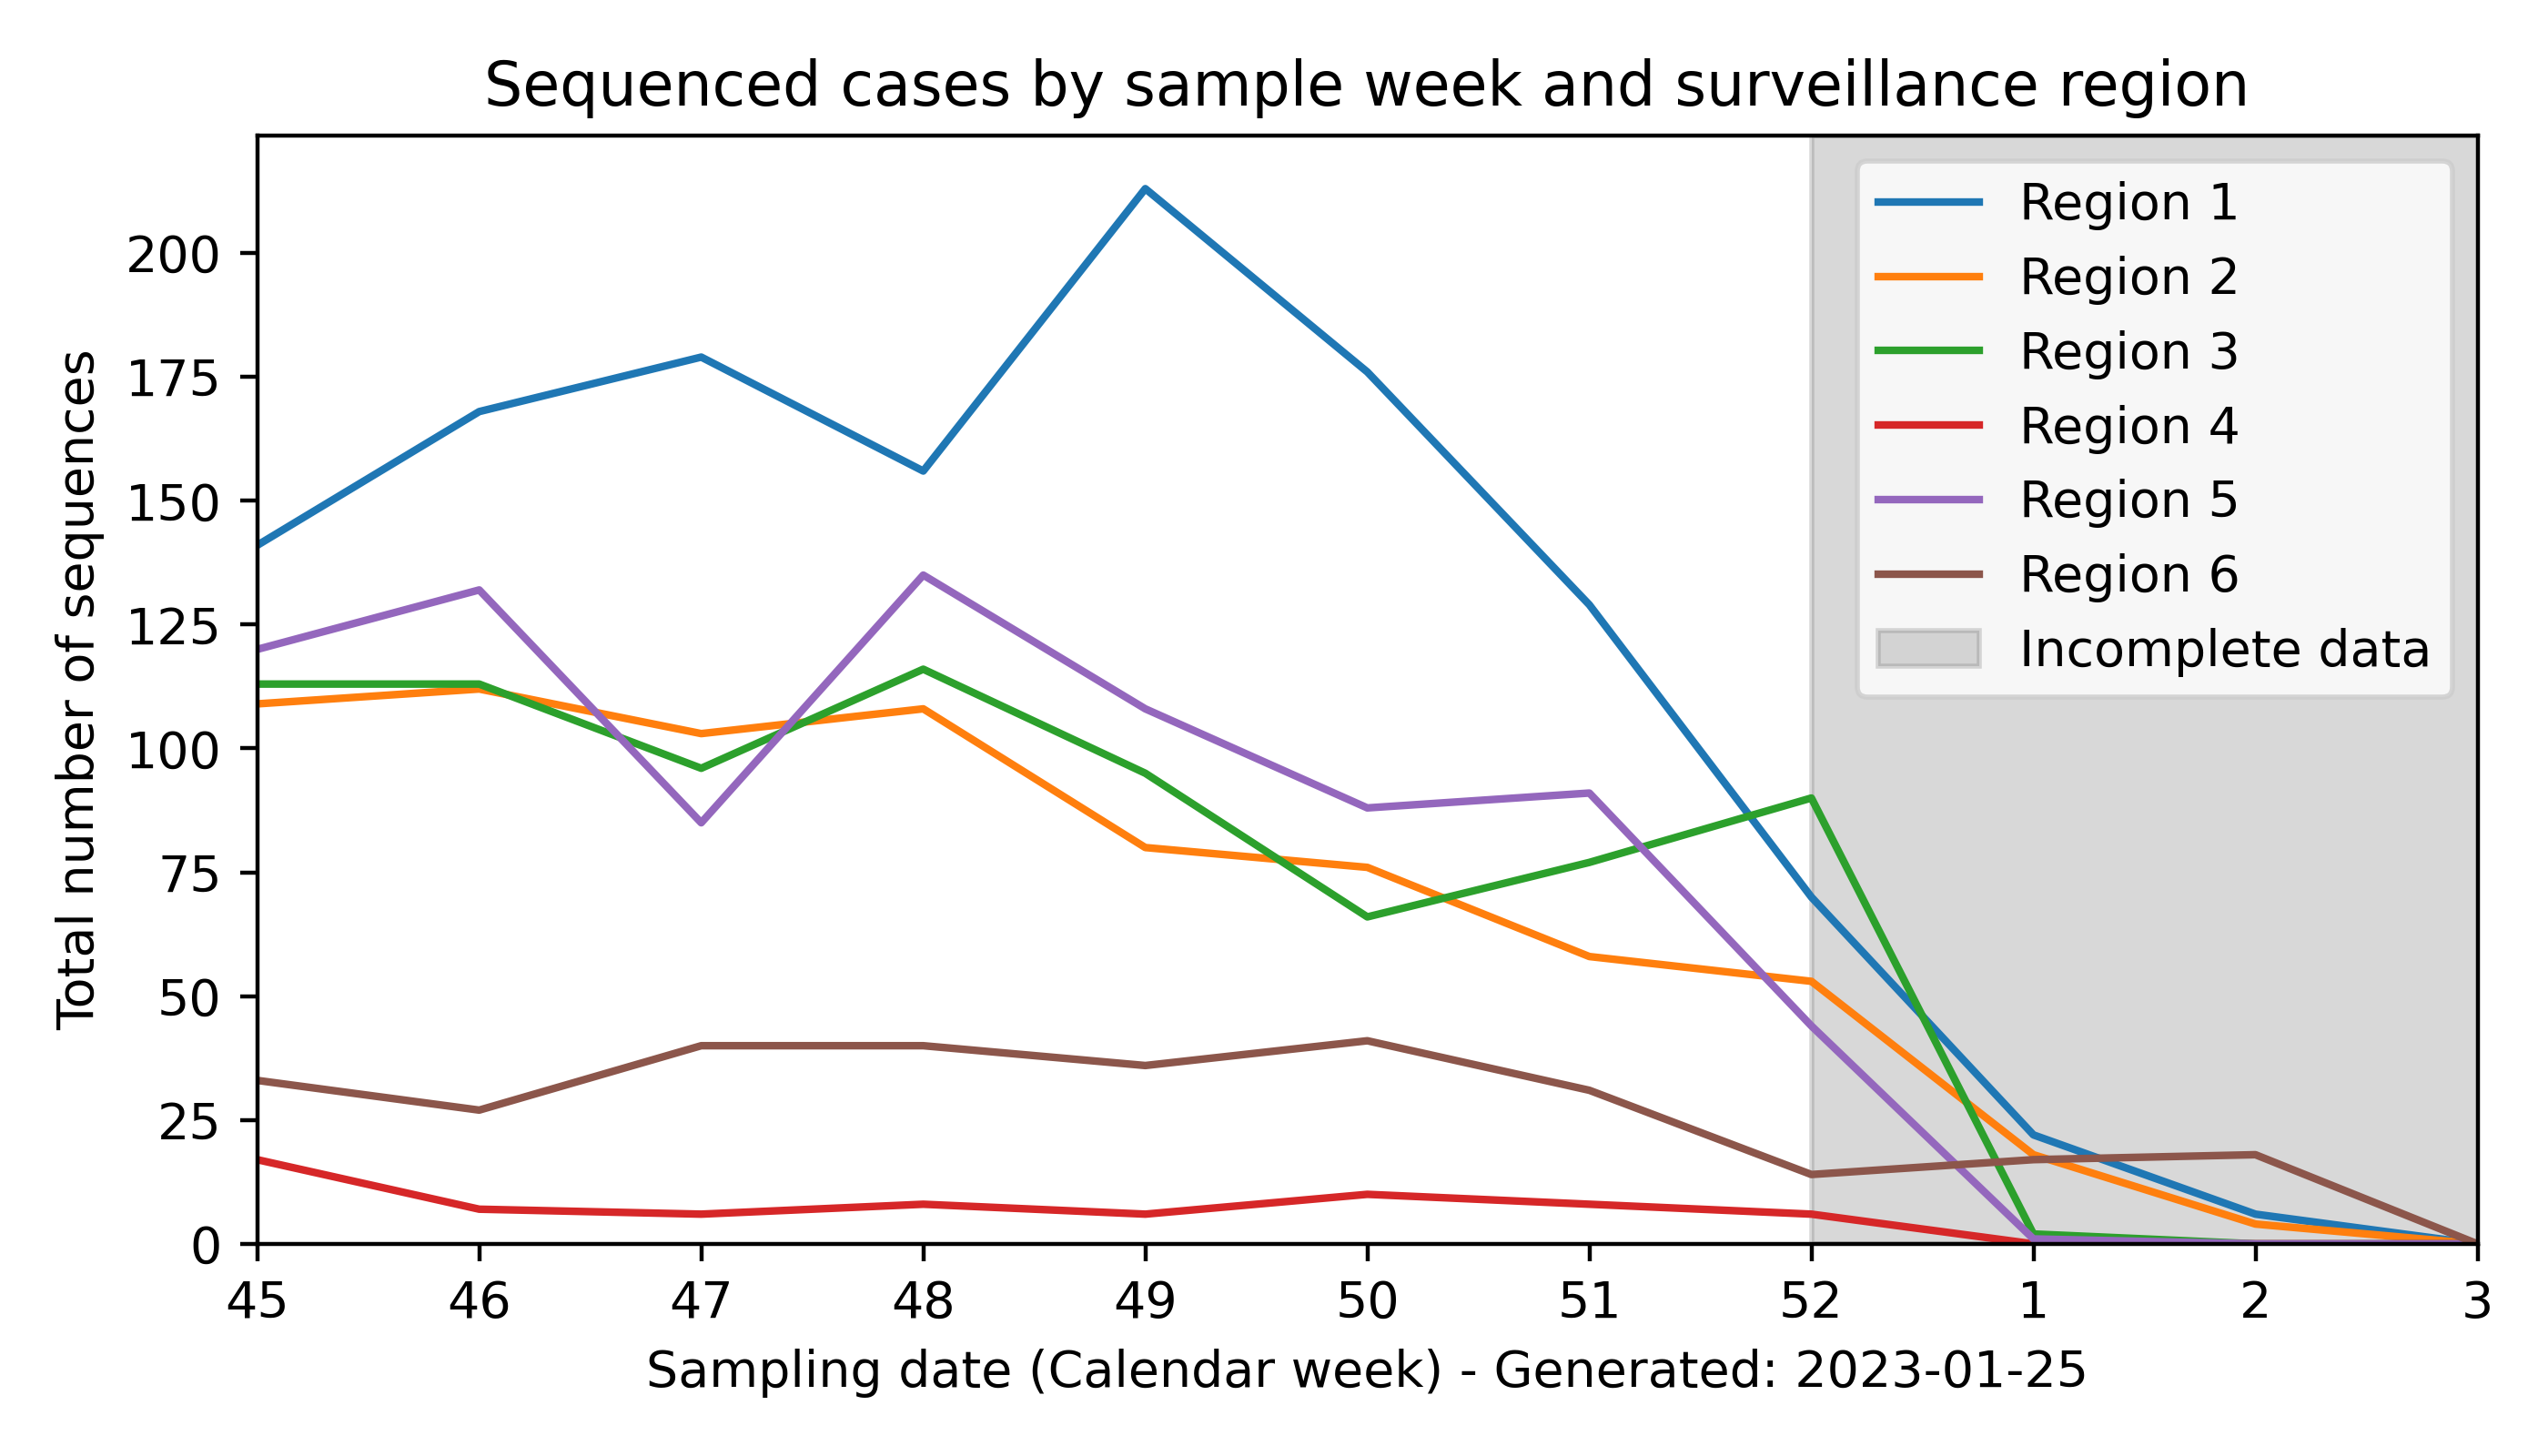 Sequenced cases by sample week and surveillance region
Total number of sequences
200
175
150
125
100
75
50
25
0
Region 1
Region 2
Region 3
Region 4
Region 5
Region 6
Incomplete data
45 46 47 48 49 50 51 52 1 2 3
Sampling date (Calendar week) - Generated: 2023-01-25